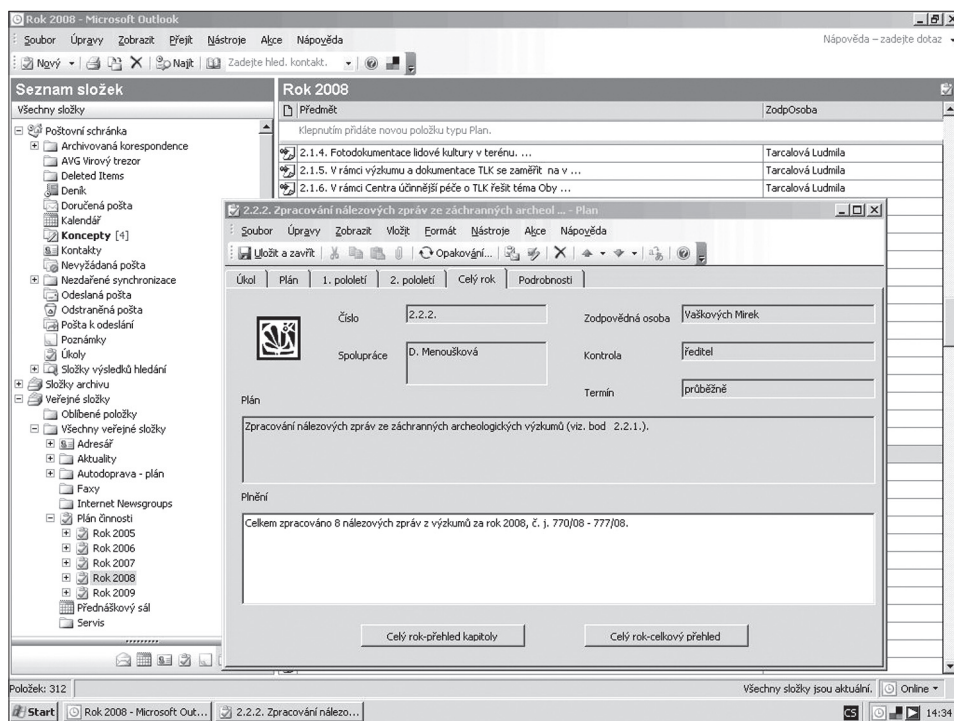 Rok 2008 - Microsoft Outlook
Soubor Úpravy Zobrazit Přejít Nástroje Akce Nápověda Nápověda – zadejte dotaz
Nový Najít Zadejte hled. kontakt.
Seznam složek
Všechny složky
Poštovní schránka
Archivovaná korespondence
AVG Virový trezor
Deleted Items
Deník
Doručená pošta
Kalendář
Koncepty [4]
Kontakty
Nevyžádaná pošta
Nezdařené synchronizace
Odeslaná pošta
Odstraněná pošta
Pošta k odeslání
Poznámky
Úkoly
Složky výsledků hledání
Složky archivu
Veřejné složky
Oblíbené položky
Všechny veřejné složky
Adresář
Aktuality
Autodoprava - plán
Faxy
Internet Newsgroups
Plán činnosti
Rok 2005
Rok 2006
Rok 2007
Rok 2008
Rok 2009
Přednáškový sál
Servis
Rok 2008
Předmět ZodpOsoba
Klepnutím přidáte novou položku typu Plan.
2.1.4. Fotodokumentace lidové kultury v terénu. ... Tarcalová Ludmila
2.1.5. V rámci výzkumu a dokumentace TLK se zaměřit na v ... Tarcalová Ludmila
2.1.6. V rámci Centra účinnější péče o TLK řešit téma Oby ... Tarcalová Ludmila
2.2.2. Zpracování nálezových zpráv ze záchranných archeol ... - Plan
Soubor Úpravy Zobrazit Vložit Formát Nástroje Akce Nápověda
Uložit a zavřít Opakování...
Úkol Plán 1. pololetí 2. pololetí Celý rok Podrobnosti
Číslo 2.2.2. Zodpovědná osoba Vaškových Mirek
Spolupráce D. Menoušková Kontrola ředitel
Termín průběžně
Plán
Zpracování nálezových zpráv ze záchranných archeologických výzkumů (viz. bod 2.2.1.).
Plnění
Celkem zpracováno 8 nálezových zpráv z výzkumů za rok 2008, č. j. 770/08 - 777/08.
Celý rok-přehled kapitoly Celý rok-celkový přehled
Položek: 312 Všechny složky jsou aktuální. Online
Start Rok 2008 - Microsoft Out... 2.2.2. Zpracování nálezo... CS 14:34